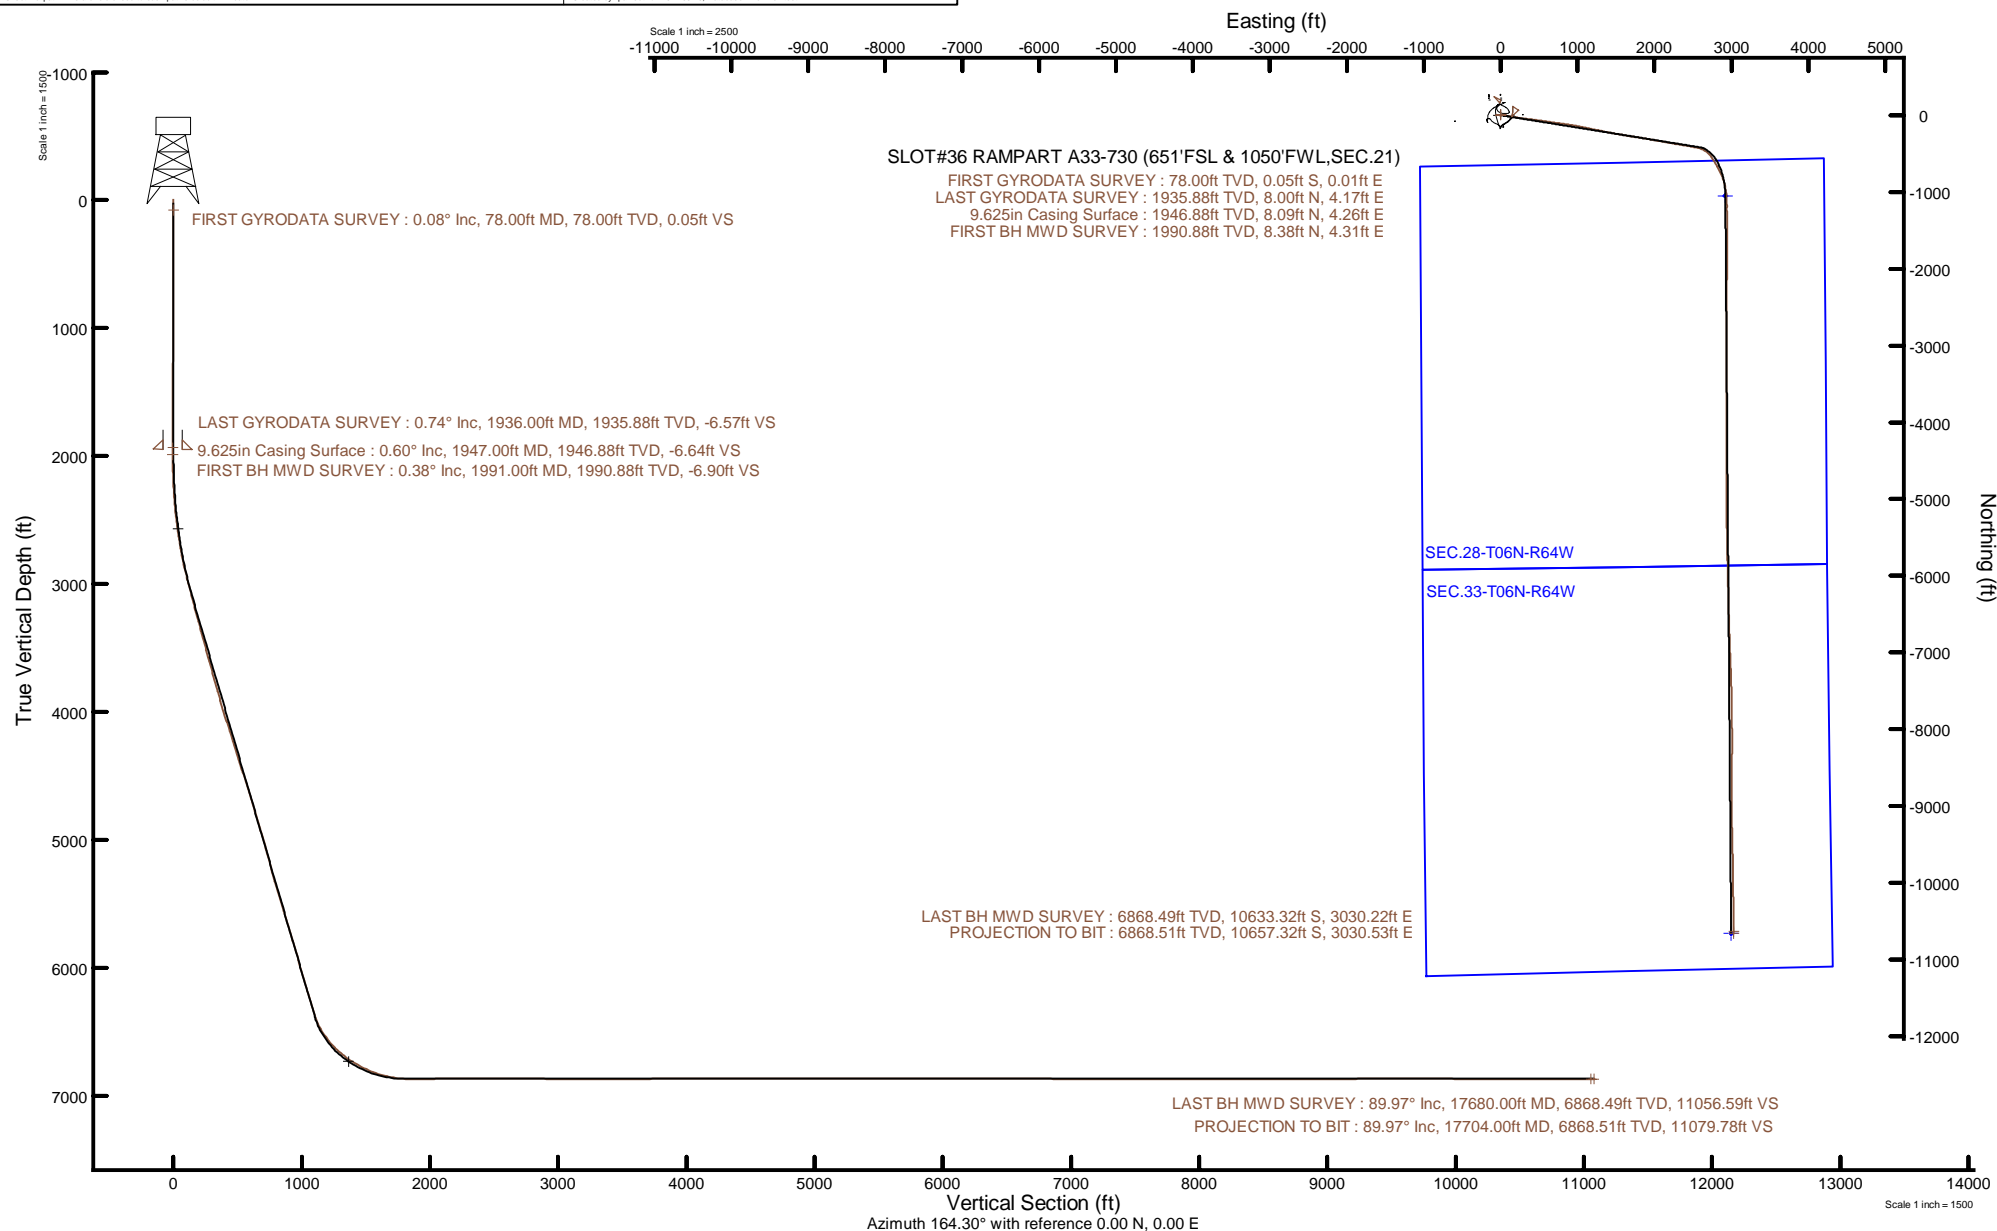 Easting (ft)
Scale 1 inch = 2500
-11000 -10000 -9000 -8000 -7000 -6000 -5000 -4000 -3000 -2000 -1000 0 1000 2000 3000 4000 5000
Scale 1 inch = 1500
-1000
0
1000
2000
3000
4000
5000
6000
7000
True Vertical Depth (ft)
FIRST GYRODATA SURVEY : 0.08° Inc, 78.00ft MD, 78.00ft TVD, 0.05ft VS
LAST GYRODATA SURVEY : 0.74° Inc, 1936.00ft MD, 1935.88ft TVD, -6.57ft VS
9.625in Casing Surface : 0.60° Inc, 1947.00ft MD, 1946.88ft TVD, -6.64ft VS
FIRST BH MWD SURVEY : 0.38° Inc, 1991.00ft MD, 1990.88ft TVD, -6.90ft VS
SLOT#36 RAMPART A33-730 (651'FSL & 1050'FWL,SEC.21)
FIRST GYRODATA SURVEY : 78.00ft TVD, 0.05ft S, 0.01ft E
LAST GYRODATA SURVEY : 1935.88ft TVD, 8.00ft N, 4.17ft E
9.625in Casing Surface : 1946.88ft TVD, 8.09ft N, 4.26ft E
FIRST BH MWD SURVEY : 1990.88ft TVD, 8.38ft N, 4.31ft E
SEC.28-T06N-R64W
SEC.33-T06N-R64W
LAST BH MWD SURVEY : 6868.49ft TVD, 10633.32ft S, 3030.22ft E
PROJECTION TO BIT : 6868.51ft TVD, 10657.32ft S, 3030.53ft E
0
-1000
-2000
-3000
-4000
-5000
-6000
-7000
-8000
-9000
-10000
-11000
-12000
Northing (ft)
LAST BH MWD SURVEY : 89.97° Inc, 17680.00ft MD, 6868.49ft TVD, 11056.59ft VS
PROJECTION TO BIT : 89.97° Inc, 17704.00ft MD, 6868.51ft TVD, 11079.78ft VS
0 1000 2000 3000 4000 5000 6000 7000 8000 9000 10000 11000 12000 13000 14000
Vertical Section (ft)
Scale 1 inch = 1500
Azimuth 164.30° with reference 0.00 N, 0.00 E